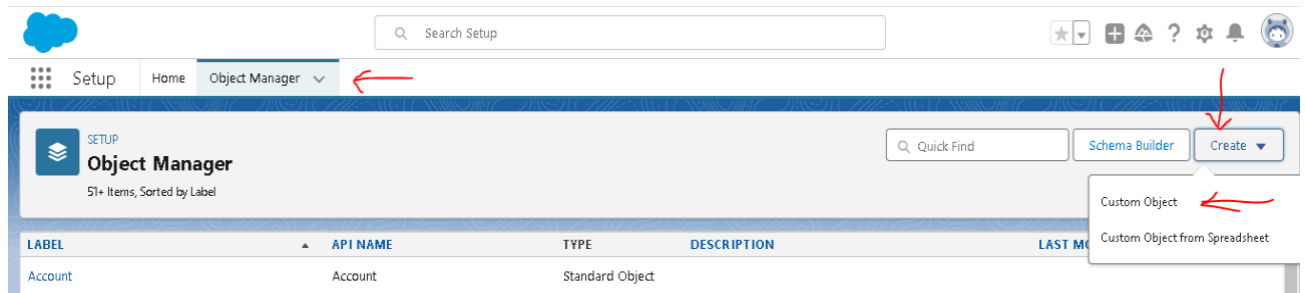 Search Setup
Setup Home Object Manager
SETUP
Object Manager
51+ Items, Sorted by Label
Quick Find
Schema Builder
Create
Custom Object
Custom Object from Spreadsheet
LABEL API NAME TYPE DESCRIPTION LAST MO
Account Account Standard Object